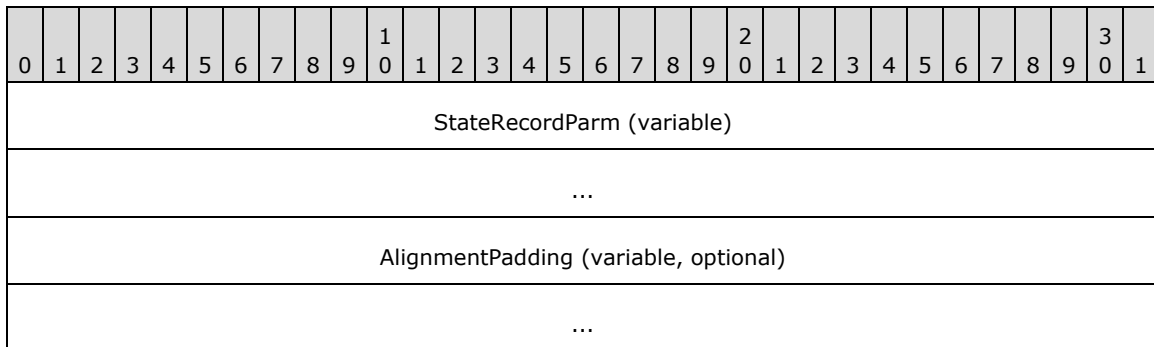 1 2 3
0 1 2 3 4 5 6 7 8 9 0 1 2 3 4 5 6 7 8 9 0 1 2 3 4 5 6 7 8 9 0 1
StateRecordParm (variable)
...
AlignmentPadding (variable, optional)
...